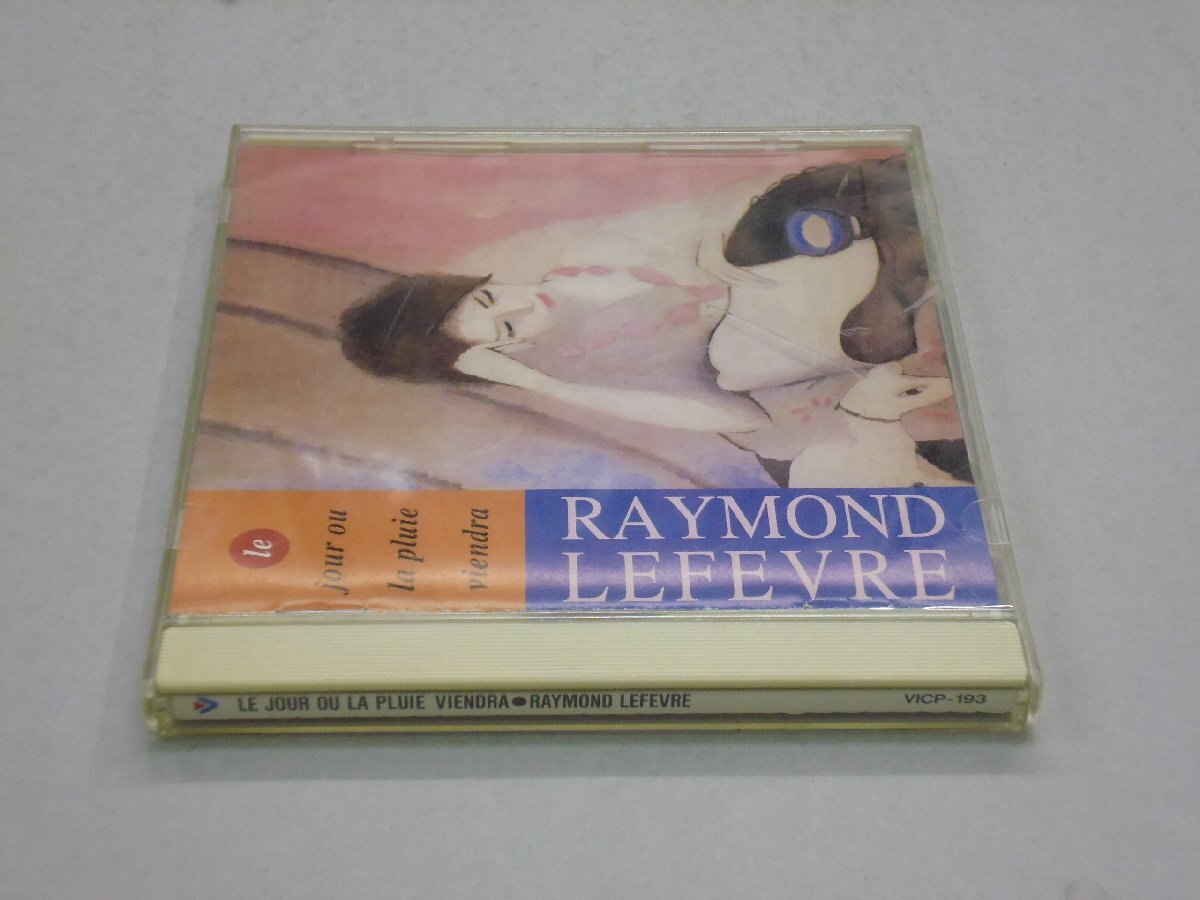 le
jour ou
la pluie
viendra
RAYMOND
LEFEVRE
LE JOUR OU LA PLUIE VIENDRA●RAYMOND LEFEVRE
VICP-193